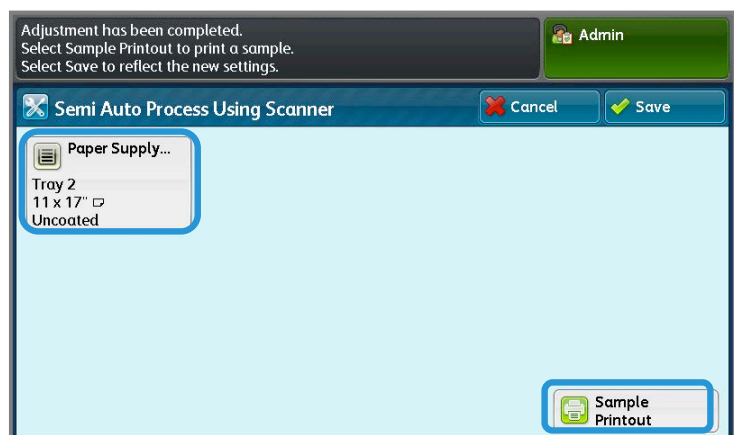 Adjustment has been completed.
Select Sample Printout to print a sample.
Select Save to reflect the new settings.
Admin
Semi Auto Process Using Scanner
Cancel
Save
Paper Supply...
Tray 2
11 x 17"
Uncoated
Sample
Printout